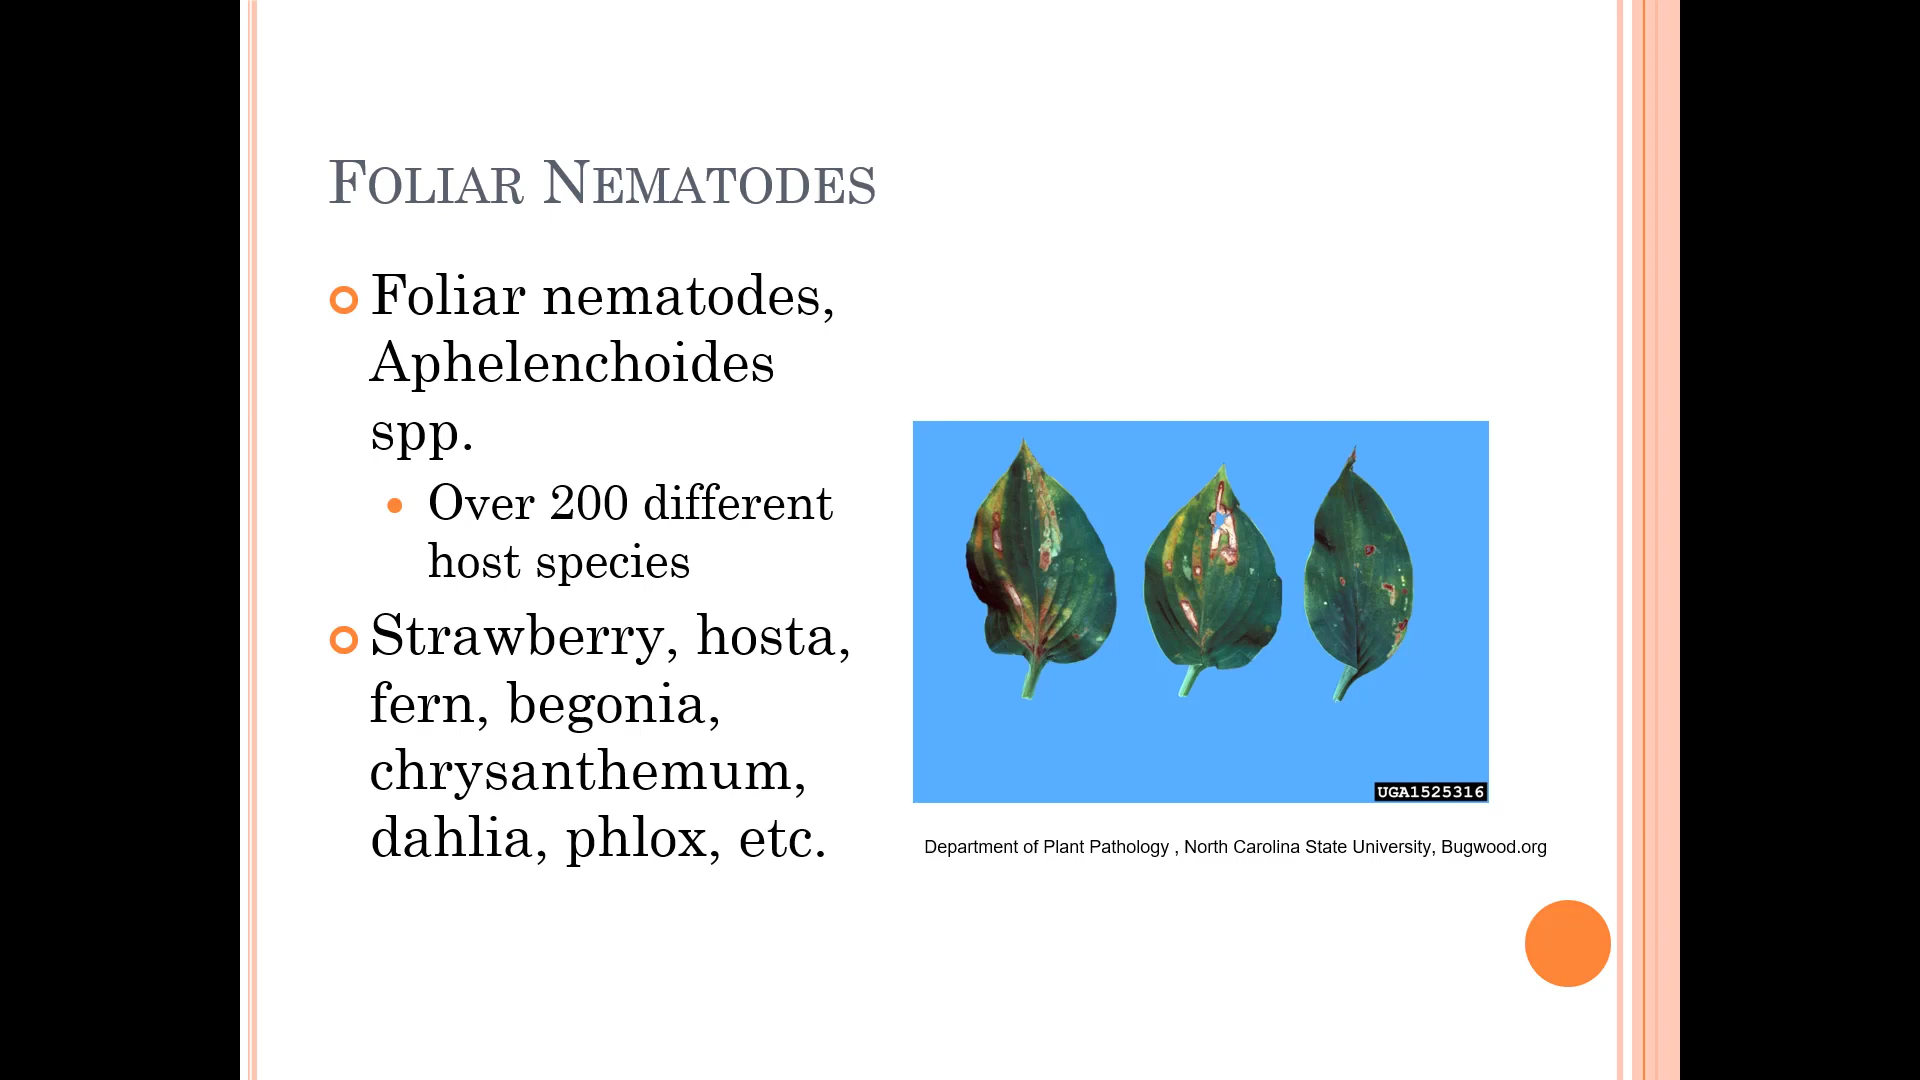 Foliar Nematodes
Foliar nematodes,
Aphelenchoides
spp.
Over 200 different
host species
Strawberry, hosta,
fern, begonia,
chrysanthemum,
dahlia, phlox, etc.
UGA1525316
Department of Plant Pathology , North Carolina State University, Bugwood.org